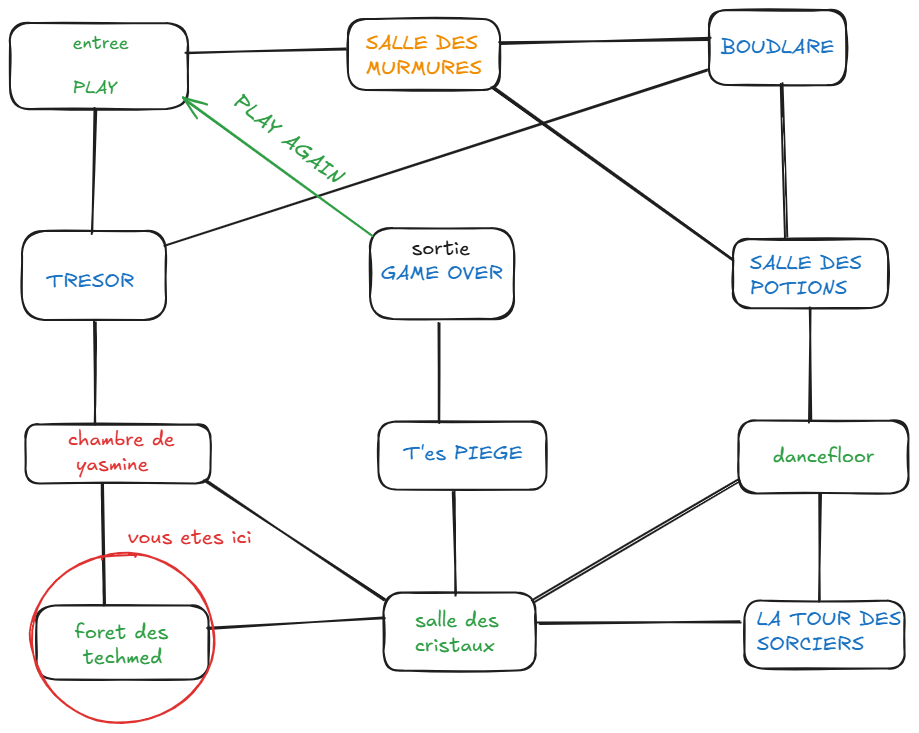 entree
PLAY
SALLE DES
MURMURES
BOUDLARE
PLAY AGAIN
TRESOR
sortie
GAME OVER
SALLE DES
POTIONS
chambre de
yasmine
T'es PIEGE
dancefloor
vous etes ici
foret des
techmed
salle des
cristaux
LA TOUR DES
SORCIERS